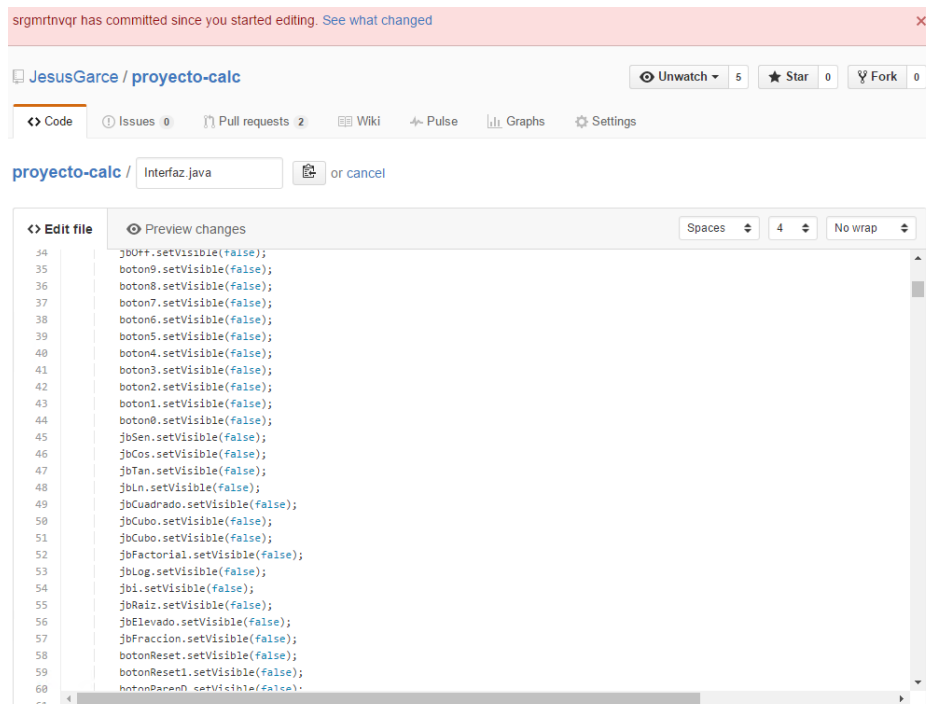 srgmrtnvqr has committed since you started editing. See what changed
JesusGarce / proyecto-calc
Unwatch 5 Star 0 Fork 0
Code Issues 0 Pull requests 2 Wiki Pulse Graphs Settings
proyecto-calc / Interfaz.java or cancel
Edit file Preview changes Spaces 4 No wrap
34 jbOff.setVisible(false);
35 boton9.setVisible(false);
36 boton8.setVisible(false);
37 boton7.setVisible(false);
38 boton6.setVisible(false);
39 boton5.setVisible(false);
40 boton4.setVisible(false);
41 boton3.setVisible(false);
42 boton2.setVisible(false);
43 boton1.setVisible(false);
44 boton0.setVisible(false);
45 jbSen.setVisible(false);
46 jbCos.setVisible(false);
47 jbTan.setVisible(false);
48 jbLn.setVisible(false);
49 jbCuadrado.setVisible(false);
50 jbCubo.setVisible(false);
51 jbCubo.setVisible(false);
52 jbFactorial.setVisible(false);
53 jbLog.setVisible(false);
54 jbi.setVisible(false);
55 jbRaiz.setVisible(false);
56 jbElevado.setVisible(false);
57 jbFraccion.setVisible(false);
58 botonReset.setVisible(false);
59 botonReset1.setVisible(false);
60 botonParenD.setVisible(false);